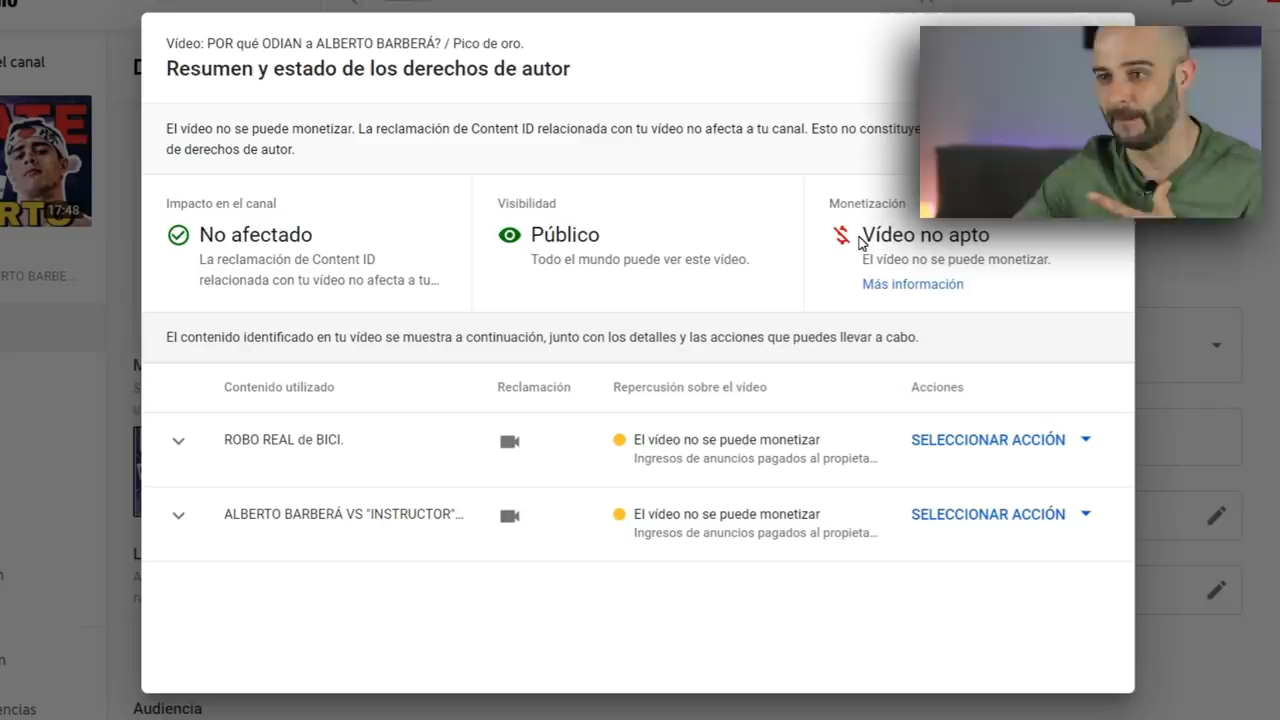 el canal
Vídeo: POR qué ODIAN a ALBERTO BARBERÁ? / Pico de oro.
Resumen y estado de los derechos de autor
El vídeo no se puede monetizar. La reclamación de Content ID relacionada con tu vídeo no afecta a tu canal. Esto no constituye
de derechos de autor.
17:48
RTO BARBE...
Impacto en el canal
No afectado
La reclamación de Content ID
relacionada con tu vídeo no afecta a tu...
Visibilidad
Público
Todo el mundo puede ver este vídeo.
Monetización
Vídeo no apto
El vídeo no se puede monetizar.
Más información
El contenido identificado en tu vídeo se muestra a continuación, junto con los detalles y las acciones que puedes llevar a cabo.
Contenido utilizado Reclamación Repercusión sobre el vídeo Acciones
ROBO REAL de BICI. El vídeo no se puede monetizar SELECCIONAR ACCIÓN
Ingresos de anuncios pagados al propieta...
ALBERTO BARBERÁ VS "INSTRUCTOR"... El vídeo no se puede monetizar SELECCIONAR ACCIÓN
Ingresos de anuncios pagados al propieta...
encias
Audiencia